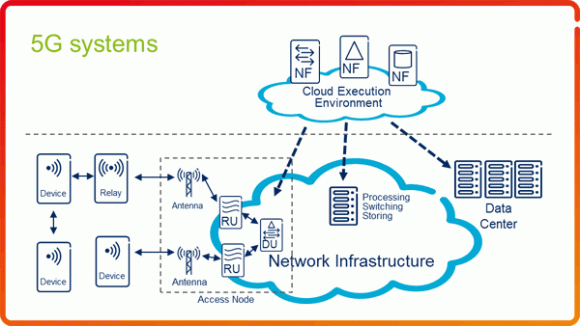 5G systems
NF
NF
NF
Cloud Execution
Environment
Device
Relay
Antenna
RU
DU
Processing
Switching
Storing
Data
Center
Device
Device
Antenna
RU
Network Infrastructure
Access Node